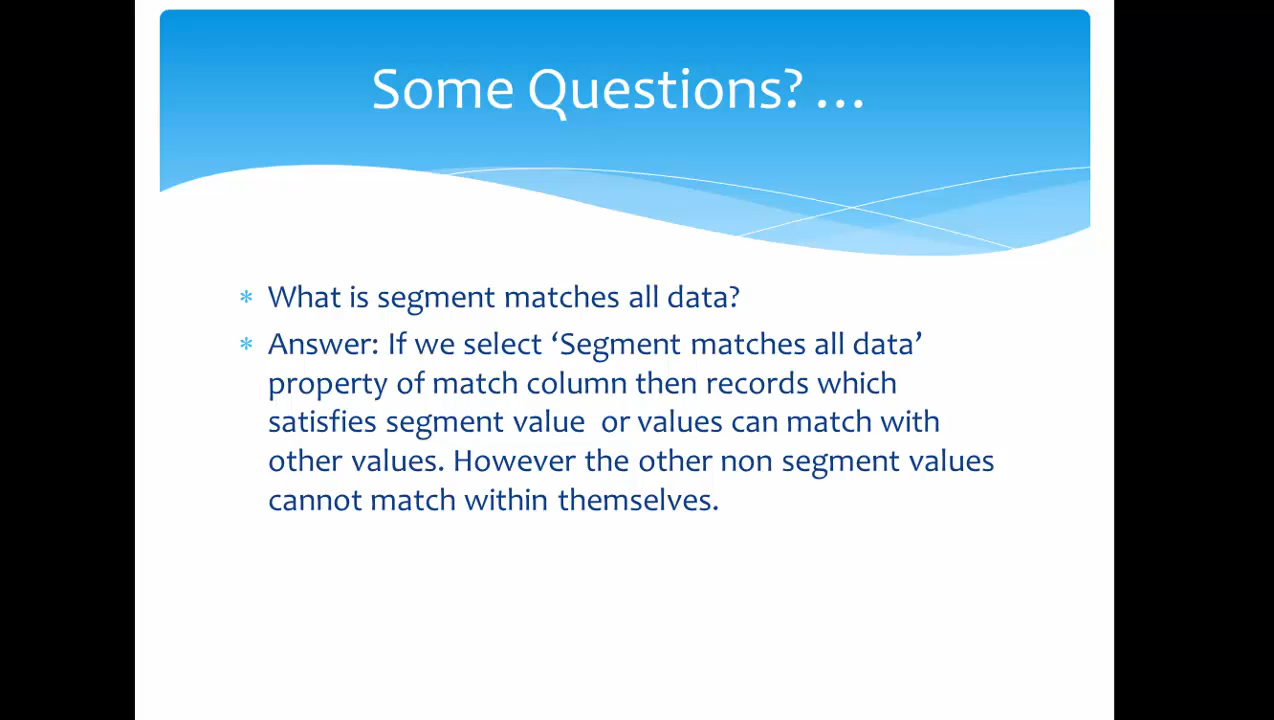 Some Questions? ...
* What is segment matches all data?
* Answer: If we select ‘Segment matches all data’
property of match column then records which
satisfies segment value  or values can match with
other values. However the other non segment values
cannot match within themselves.